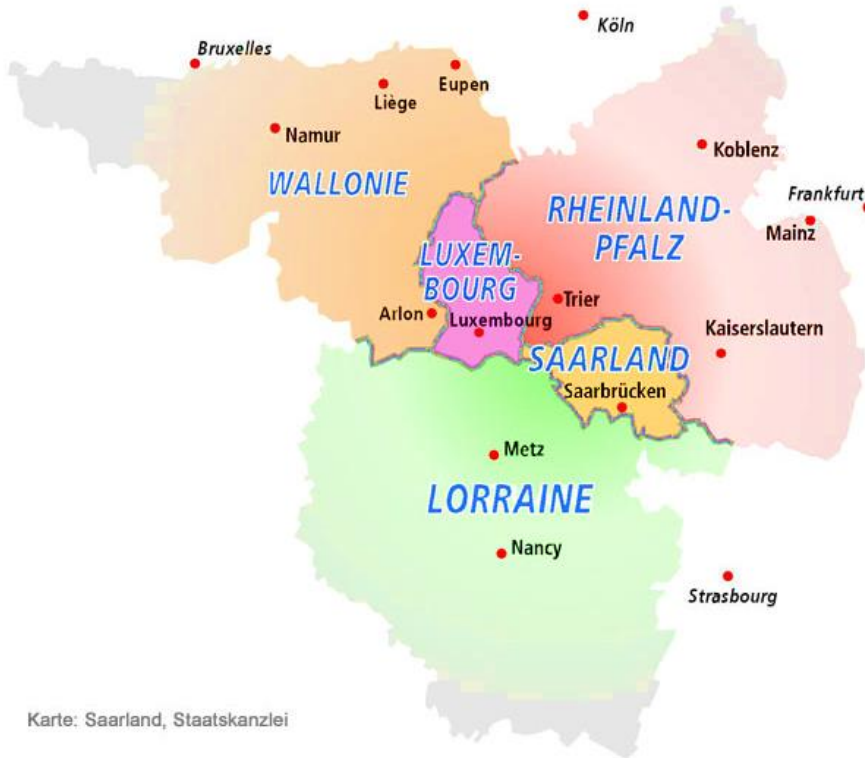 Köln
Bruxelles
Eupen
Liège
Namur
Koblenz
WALLONIE
Frankfurt
RHEINLAND-
PFALZ
Mainz
LUXEM-
BOURG
Trier
Arlon
Luxembourg
Kaiserslautern
SAARLAND
Saarbrücken
Metz
LORRAINE
Nancy
Strasbourg
Karte: Saarland, Staatskanzlei